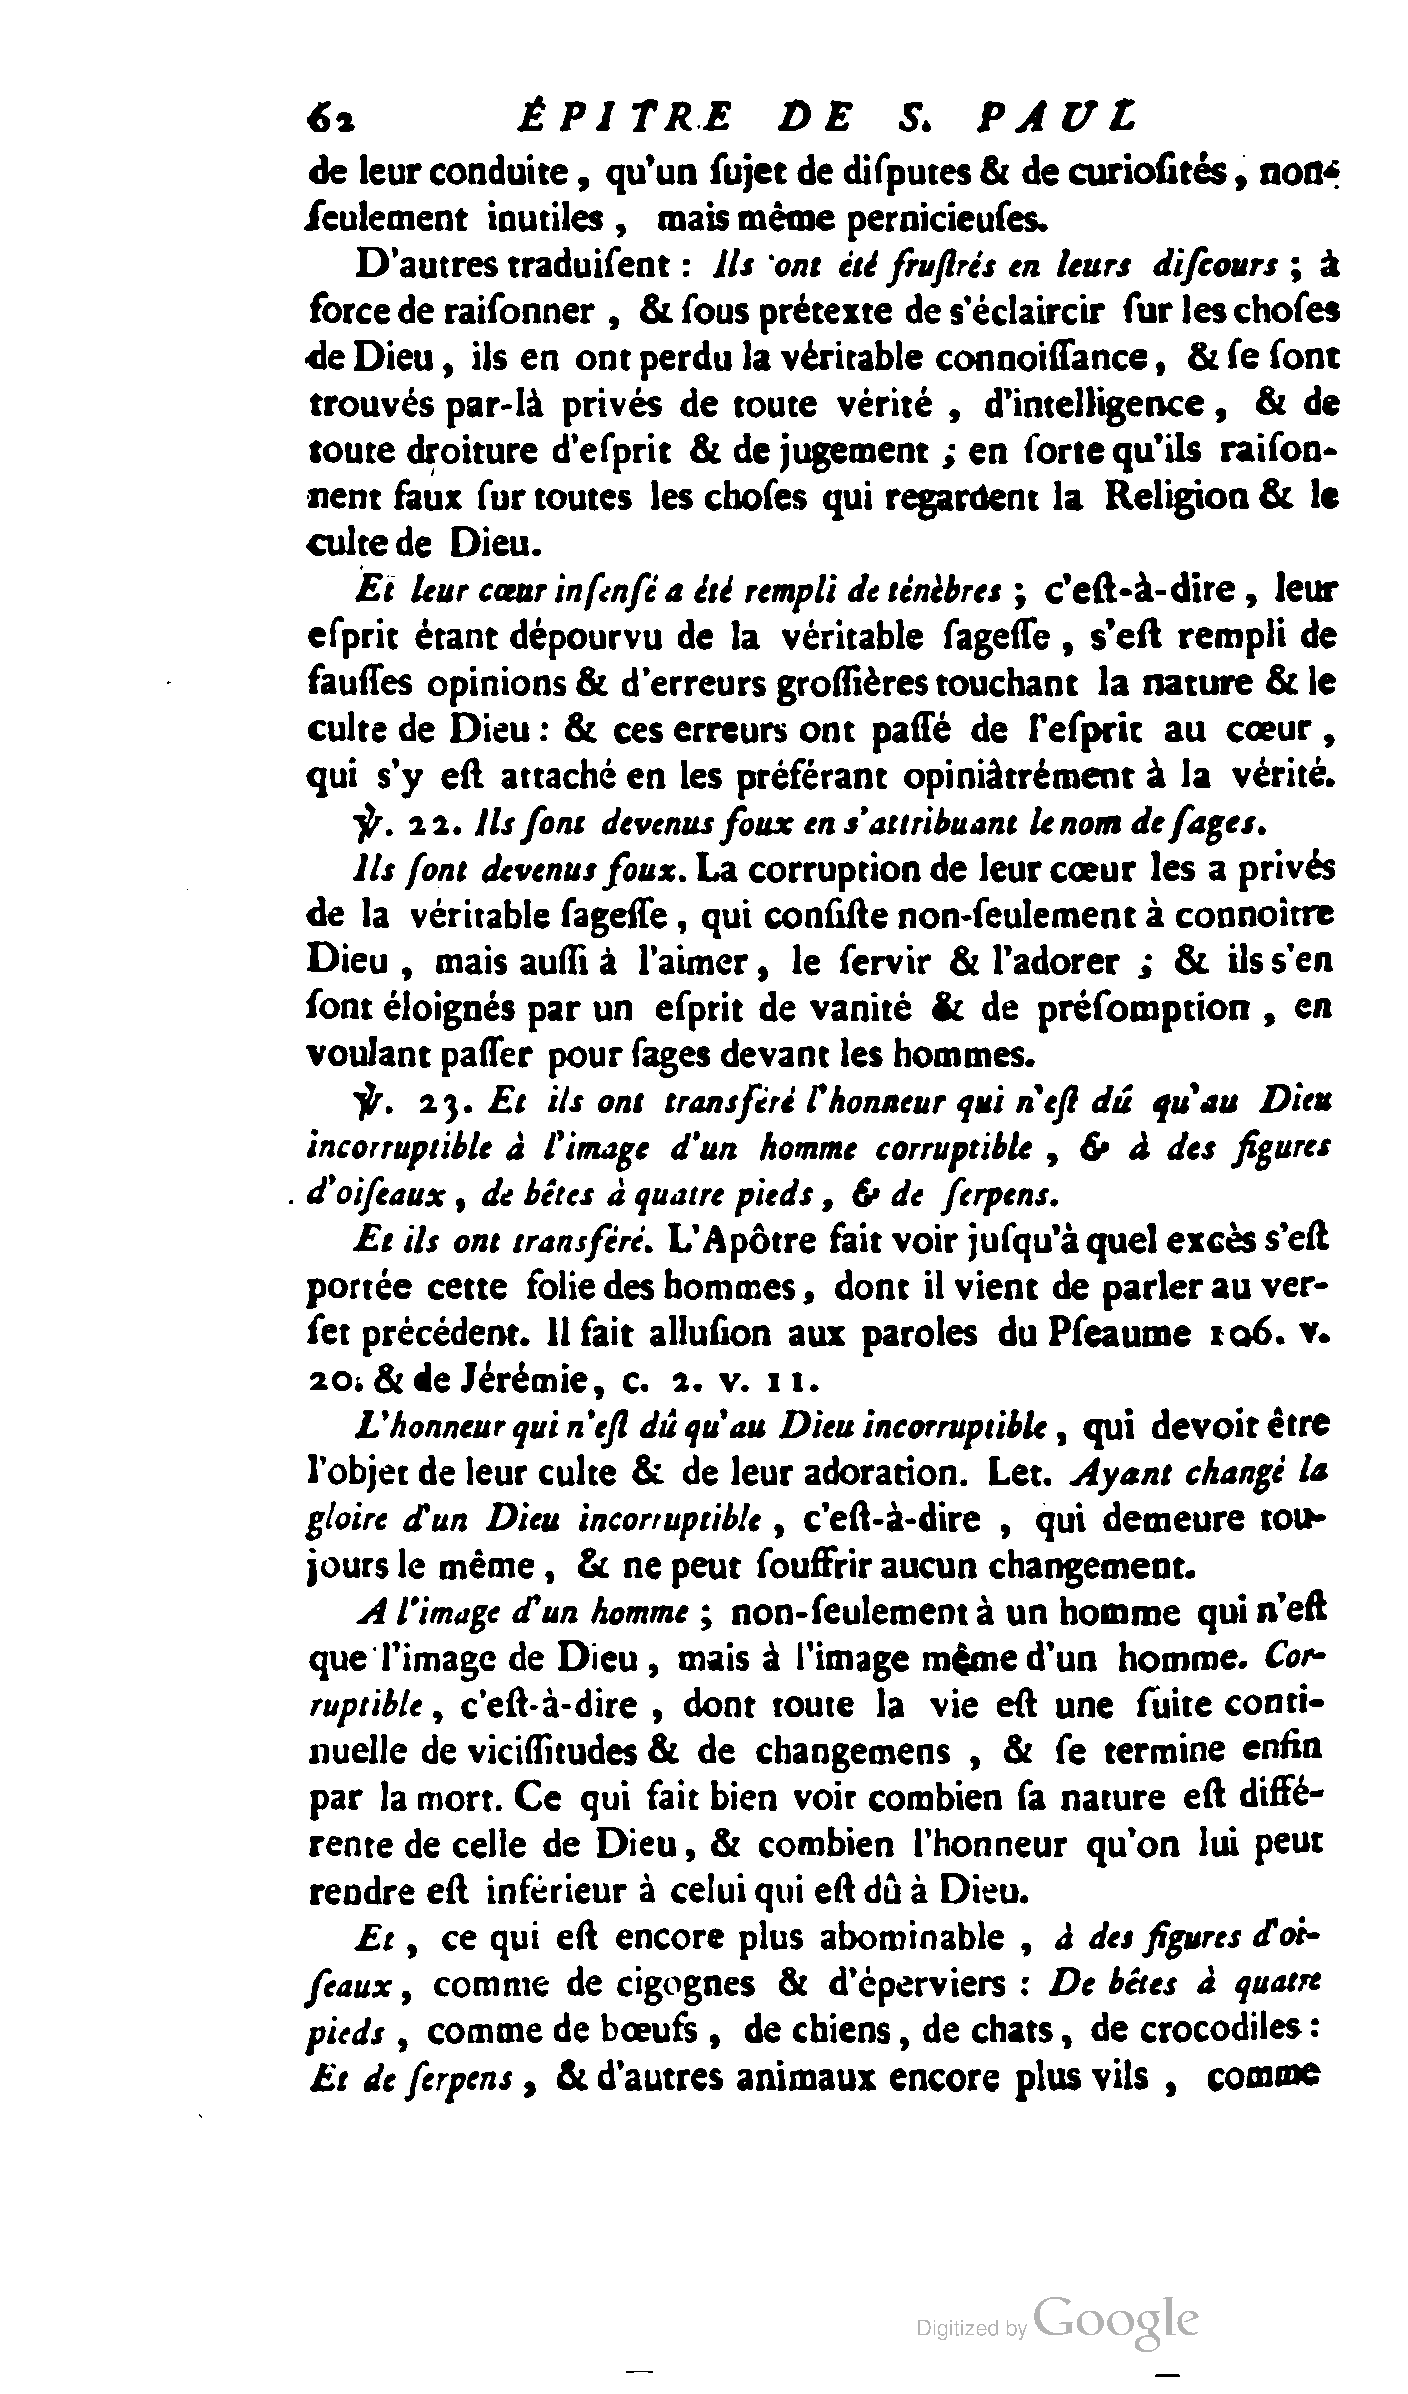 62 ÉPITRE DE S. PAUL
de leur conduite, qu'un ſujet de diſputes & de curioſités, non-
ſeulement inutiles, mais même pernicieuſes.
D'autres traduiſent : Ils ont été fruſtrés en leurs diſcours ; à
force de raiſonner, & ſous prétexte de s'éclaircir ſur les choſes
de Dieu, ils en ont perdu la véritable connoiſſance, & ſe ſont
trouvés par-là privés de toute vérité, d'intelligence, & de
toute droiture d'eſprit & de jugement ; en ſorte qu'ils raiſon-
nent faux ſur toutes les choſes qui regardent la Religion & le
culte de Dieu.
Et leur cœur inſenſé a été rempli de ténèbres ; c'eſt-à-dire, leur
eſprit étant dépourvu de la véritable ſageſſe, s'eſt rempli de
fauſſes opinions & d'erreurs groſſières touchant la nature & le
culte de Dieu : & ces erreurs ont paſſé de l'eſprit au cœur,
qui s'y eſt attaché en les préférant opiniâtrément à la vérité.
℣. 22. Ils ſont devenus foux en s'attribuant le nom de ſages.
Ils ſont devenus foux. La corruption de leur cœur les a privés
de la véritable ſageſſe, qui conſiſte non-ſeulement à connoître
Dieu, mais auſſi à l'aimer, le ſervir & l'adorer ; & ils s'en
ſont éloignés par un eſprit de vanité & de préſomption, en
voulant paſſer pour ſages devant les hommes.
℣. 23. Et ils ont transféré l'honneur qui n'eſt dû qu'au Dieu
incorruptible à l'image d'un homme corruptible, & à des figures
d'oiſeaux, de bêtes à quatre pieds, & de ſerpens.
Et ils ont transféré. L'Apôtre fait voir juſqu'à quel excès s'eſt
portée cette folie des hommes, dont il vient de parler au ver-
ſet précédent. Il fait alluſion aux paroles du Pſeaume 106. v.
20. & de Jérémie, c. 2. v. 11.
L'honneur qui n'eſt dû qu'au Dieu incorruptible, qui devoit être
l'objet de leur culte & de leur adoration. Let. Ayant changé la
gloire d'un Dieu incorruptible, c'eſt-à-dire, qui demeure tou-
jours le même, & ne peut ſouffrir aucun changement.
A l'image d'un homme ; non-ſeulement à un homme qui n'eſt
que l'image de Dieu, mais à l'image même d'un homme. Cor-
ruptible, c'eſt-à-dire, dont toute la vie eſt une ſuite conti-
nuelle de viciſſitudes & de changemens, & ſe termine enfin
par la mort. Ce qui fait bien voir combien ſa nature eſt diffé-
rente de celle de Dieu, & combien l'honneur qu'on lui peut
rendre eſt inférieur à celui qui eſt dû à Dieu.
Et, ce qui eſt encore plus abominable, à des figures d'oi-
ſeaux, comme de cigognes & d'éperviers : De bêtes à quatre
pieds, comme de bœufs, de chiens, de chats, de crocodiles :
Et de ſerpens, & d'autres animaux encore plus vils, comme
Digitized by Google